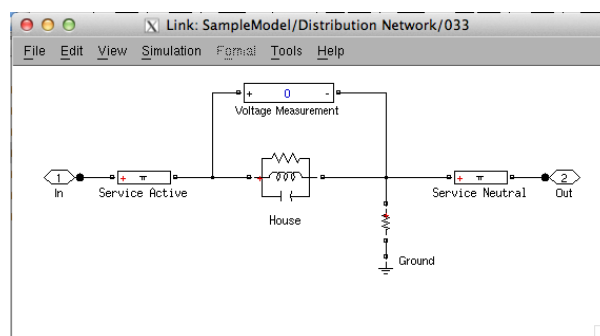 X Link: SampleModel/Distribution Network/033
File Edit View Simulation Format Tools Help
+ 0 -
Voltage Measurement
1 + π + π 2
In Service Active Service Neutral Out
House
Ground